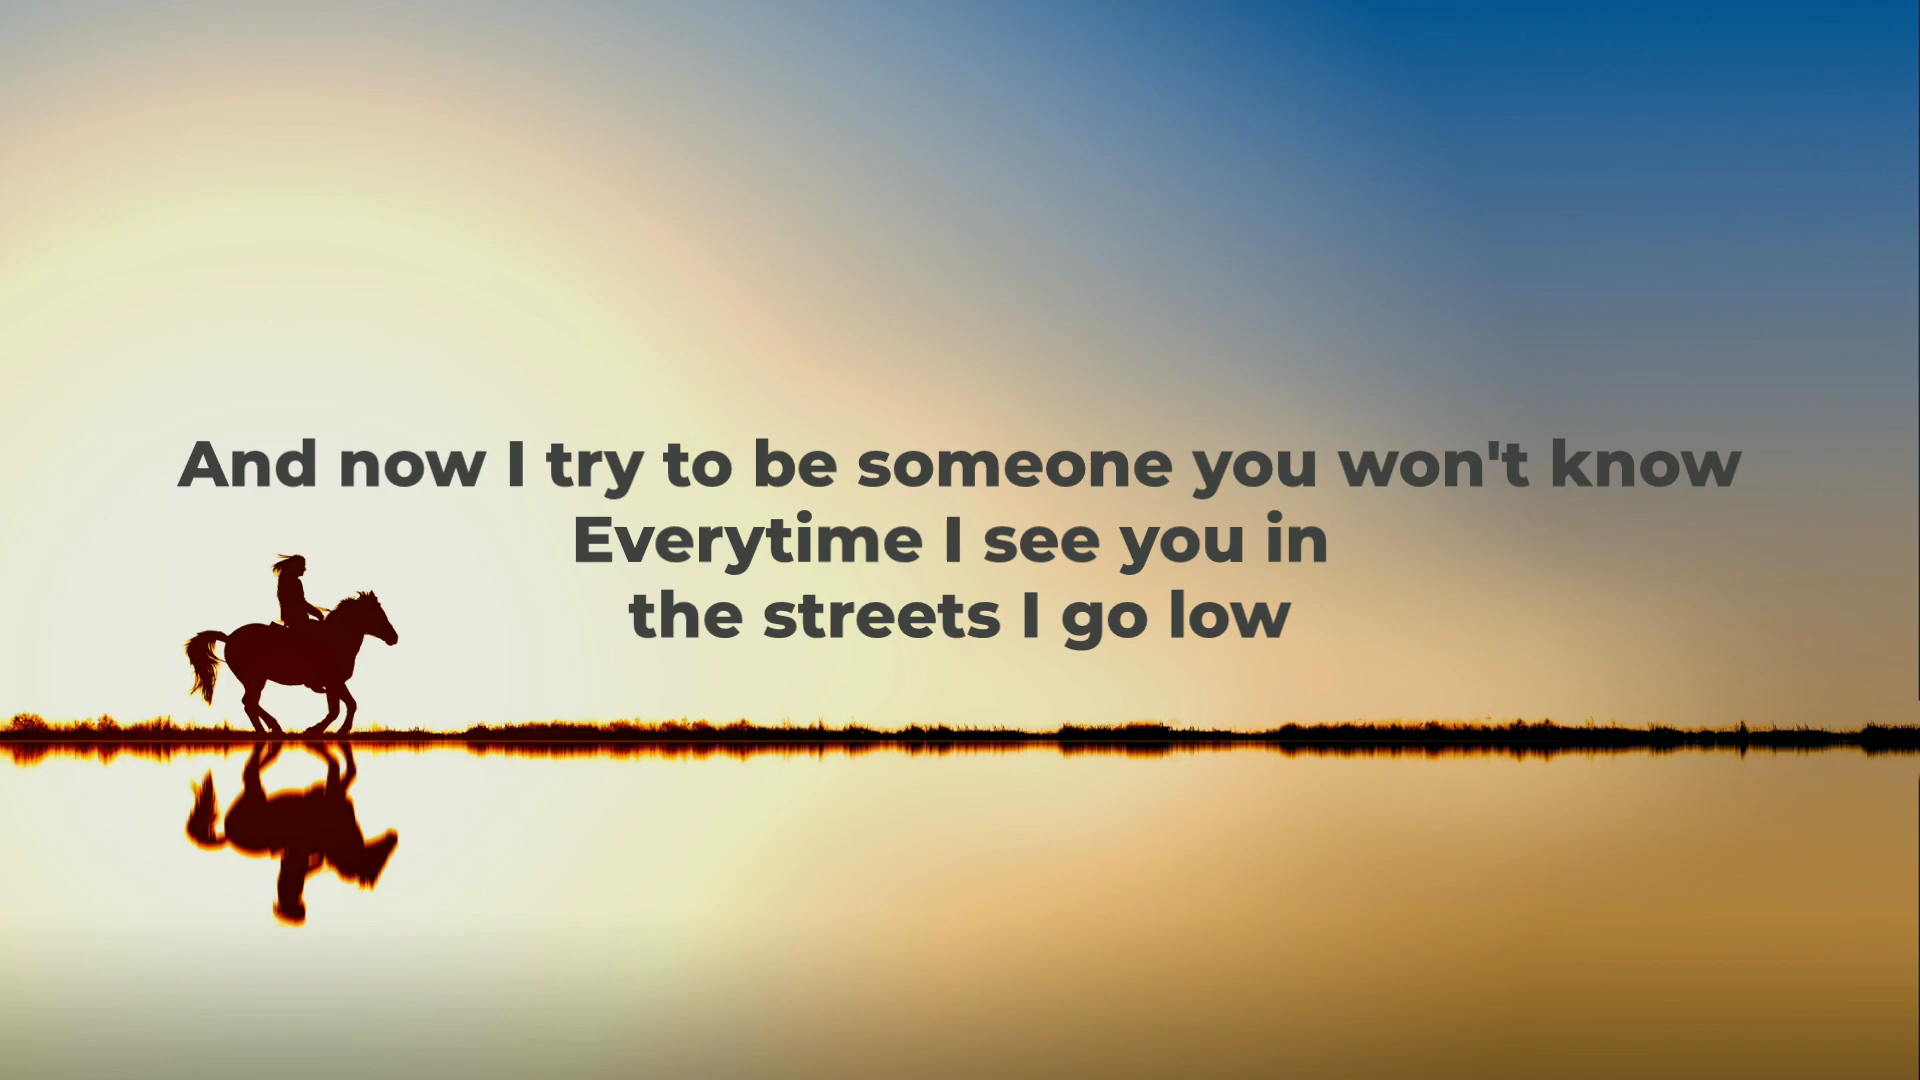 And now I try to be someone you won't know
Everytime I see you in
the streets I go low